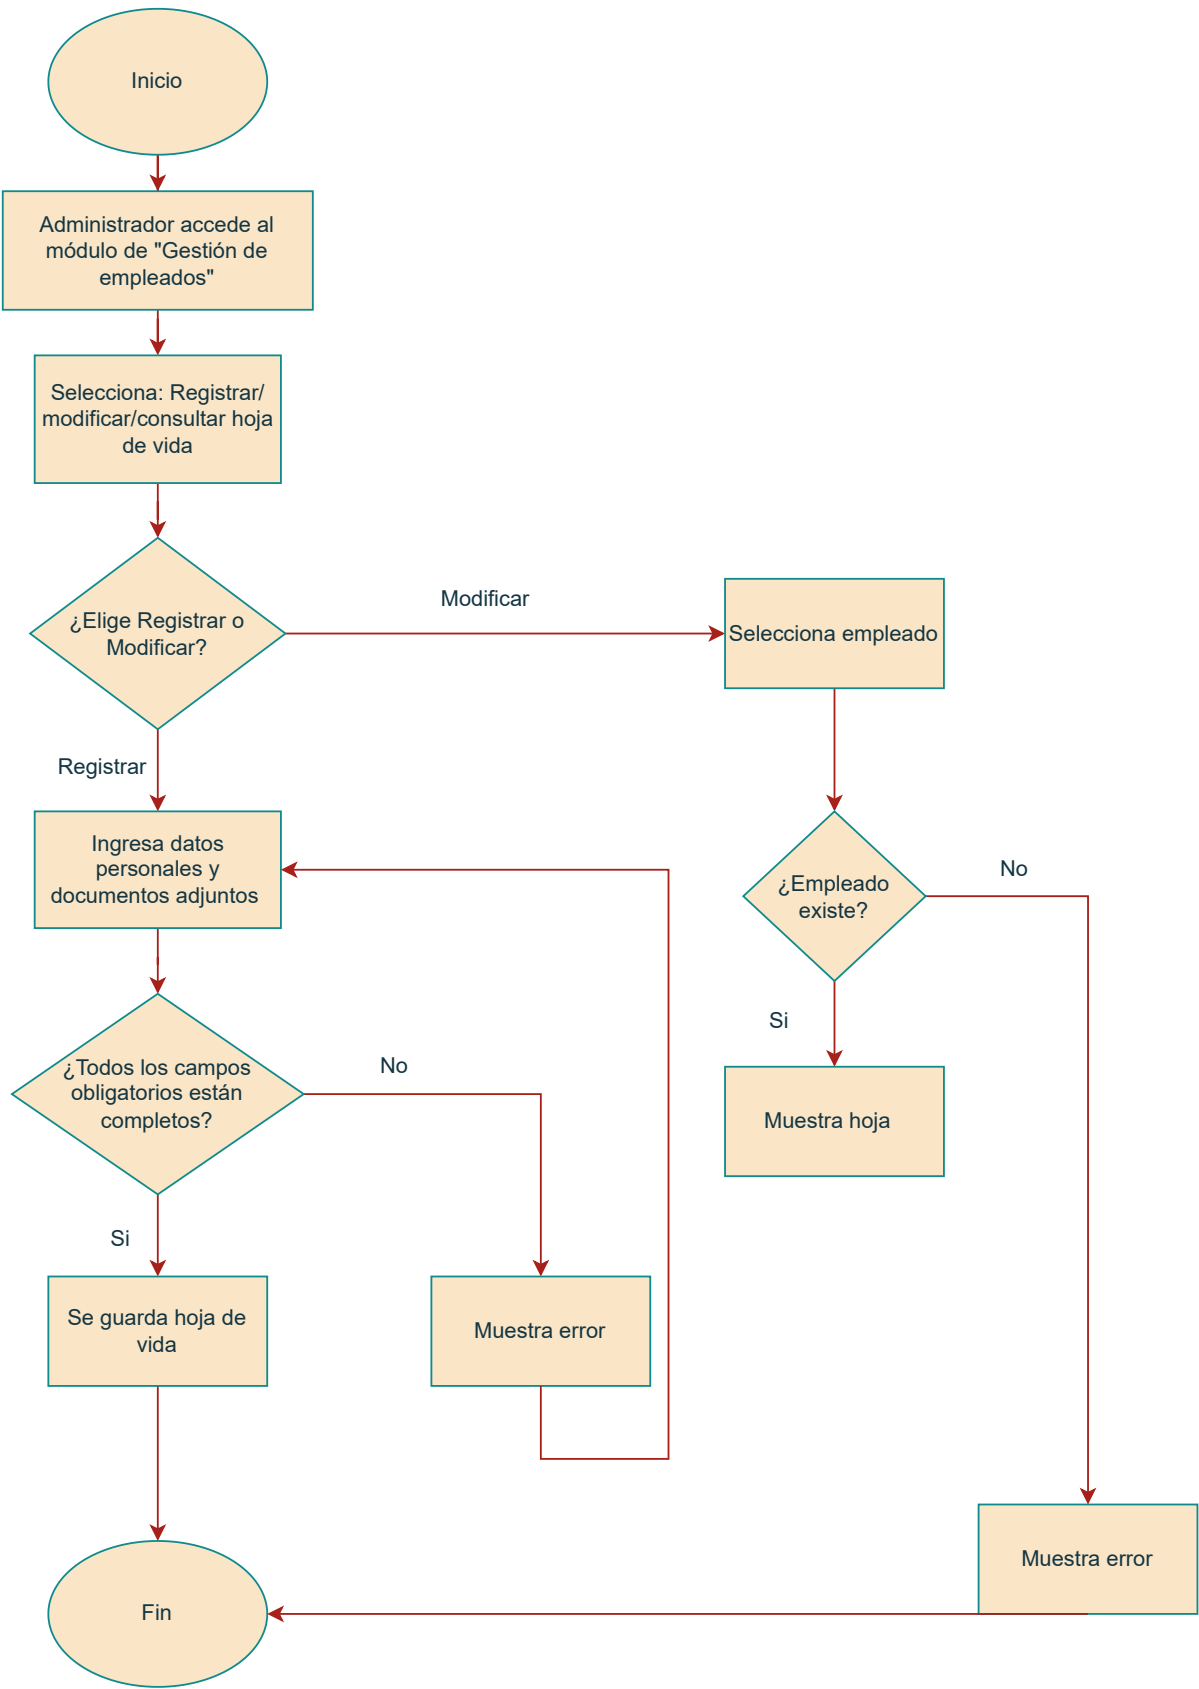 Inicio
Administrador accede al
módulo de "Gestión de
empleados"
Selecciona: Registrar/
modificar/consultar hoja
de vida
¿Elige Registrar o
Modificar?
Modificar
Selecciona empleado
Registrar
Ingresa datos
personales y
documentos adjuntos
¿Empleado
existe?
No
Si
Muestra hoja
¿Todos los campos
obligatorios están
completos?
No
Si
Se guarda hoja de
vida
Muestra error
Muestra error
Fin